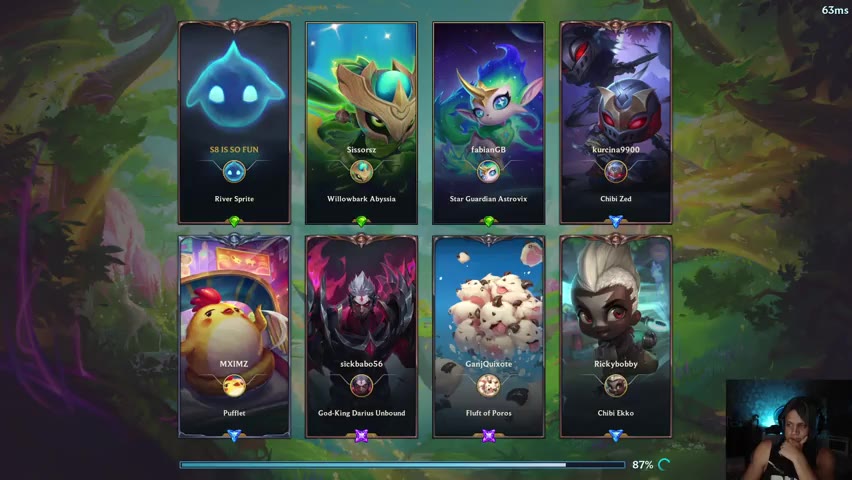 63ms
S8 IS SO FUN
River Sprite
Sissorsz
Willowbark Abyssia
fabianGB
Star Guardian Astrovix
kurcina9900
Chibi Zed
MXIMZ
Pufflet
sickbabo56
God-King Darius Unbound
GanjQuixote
Fluft of Poros
Rickybobby
Chibi Ekko
87%